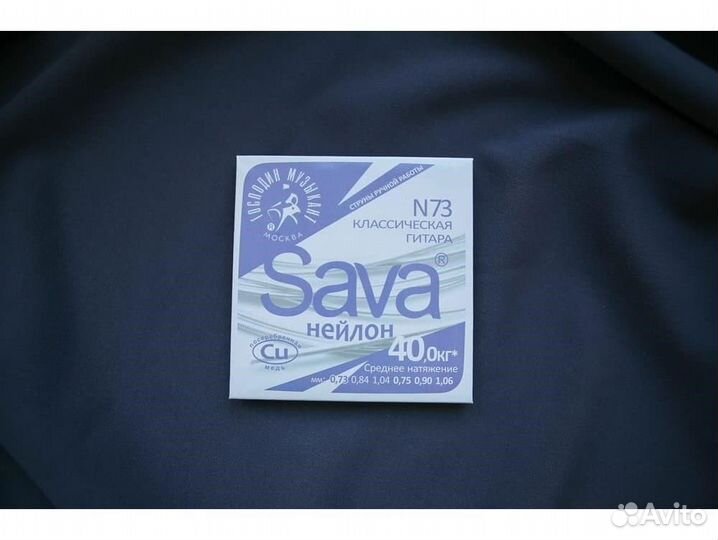 ГОСПОДИН МУЗЫКАНТ
®
МОСКВА
СТРУНЫ РУЧНОЙ РАБОТЫ
N73
КЛАССИЧЕСКАЯ
ГИТАРА
Sava®
нейлон
посеребренная
Cu
медь
40,0кг*
Среднее натяжение
мм: 0,73 0,84 1,04 0,75 0,90 1,06
Avito